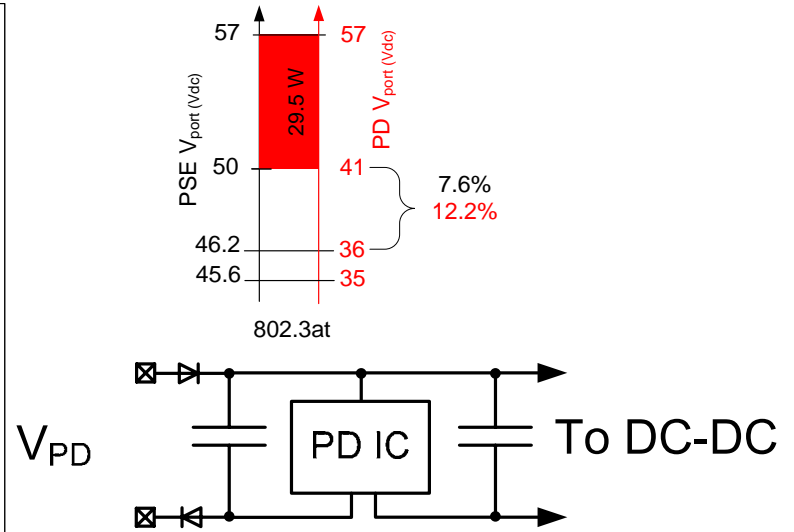 57 57
PSE Vport (Vdc)
29.5 W
PD Vport (Vdc)
50 41
7.6%
12.2%
46.2 36
45.6 35
802.3at
VPD
PD IC
To DC-DC